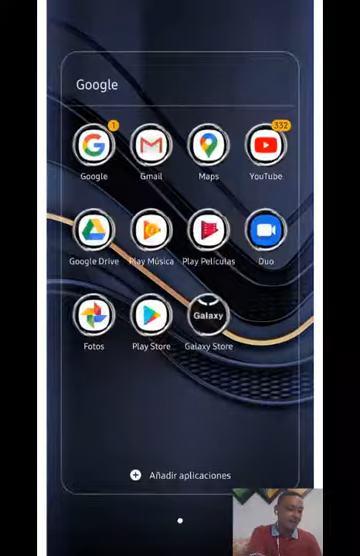 Google
1
332
Google
Gmail
Maps
YouTube
Google Drive
Play Música
Play Películas
Duo
Galaxy
Fotos
Play Store
Galaxy Store
Añadir aplicaciones